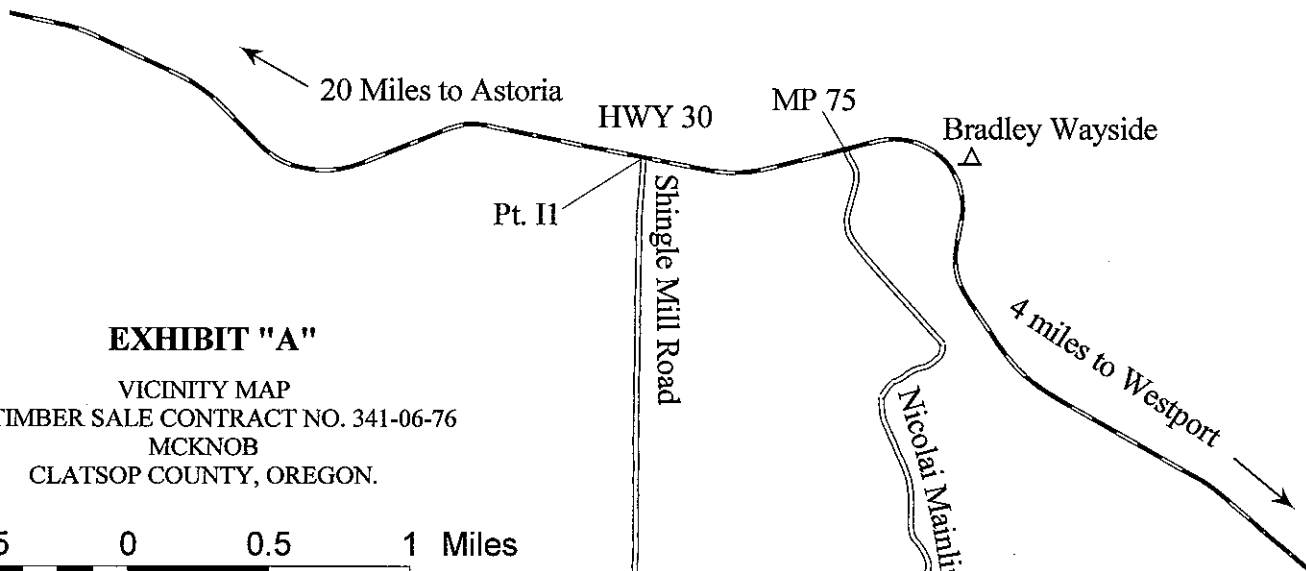 20 Miles to Astoria
HWY 30
MP 75
Bradley Wayside
Pt. I1
Shingle Mill Road
4 miles to Westport
EXHIBIT "A"
VICINITY MAP
TIMBER SALE CONTRACT NO. 341-06-76
MCKNOB
CLATSOP COUNTY, OREGON.
Nicolai
0 0.5 1 Miles